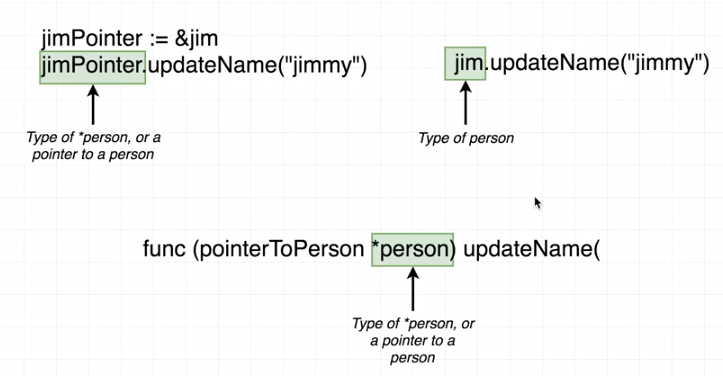 jimPointer := &jim
jimPointer.updateName("jimmy")
Type of *person, or a
pointer to a person
jim.updateName("jimmy")
Type of person
func (pointerToPerson *person) updateName(
Type of *person, or
a pointer to a
person